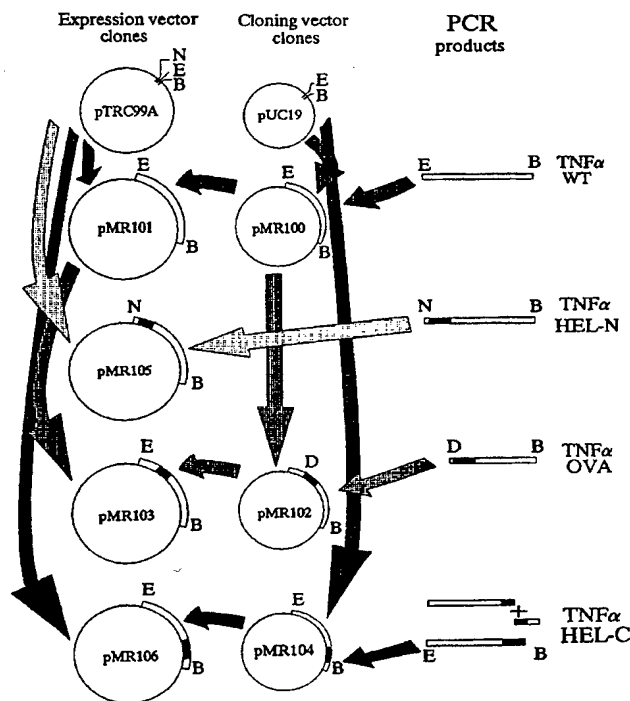 Expression vector
clones
Cloning vector
clones
PCR
products
N
E
B
pTRC99A
E
B
pUC19
E
B
pMR101
E
B
pMR100
E
B
TNFα
WT
N
B
pMR105
N
B
TNFα
HEL-N
E
B
pMR103
D
B
pMR102
D
B
TNFα
OVA
E
B
pMR106
E
B
pMR104
+
E
B
TNFα
HEL-C